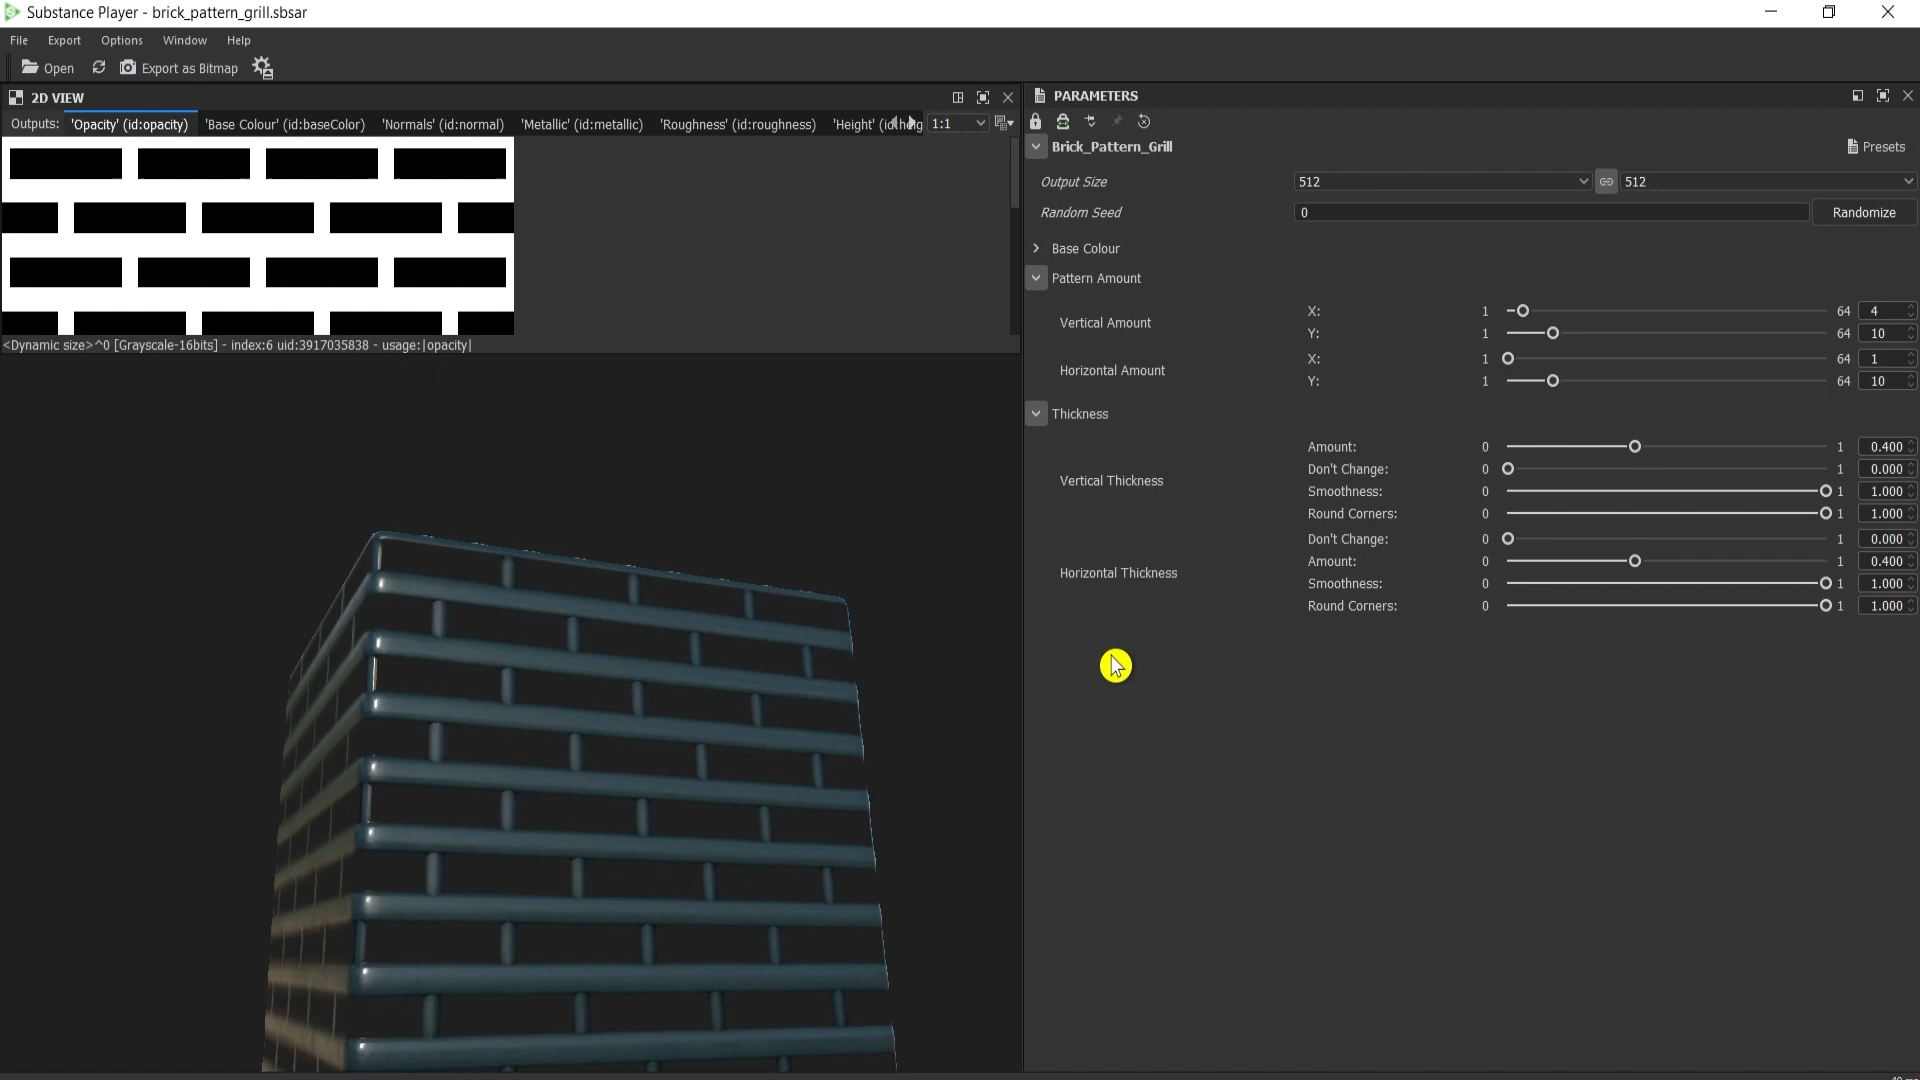 Substance Player - brick_pattern_grill.sbsar
File Export Options Window Help
Open Export as Bitmap
2D VIEW
Outputs: 'Opacity' (id:opacity) 'Base Colour' (id:baseColor) 'Normals' (id:normal) 'Metallic' (id:metallic) 'Roughness' (id:roughness) 'Height' 1:1
<Dynamic size>^0 [Grayscale-16bits] - index:6 uid:3917035838 - usage:|opacity|
PARAMETERS
Brick_Pattern_Grill Presets
Output Size 512 512
Random Seed 0 Randomize
Base Colour
Pattern Amount
Vertical Amount
X: 1 64 4
Y: 1 64 10
Horizontal Amount
X: 1 64 1
Y: 1 64 10
Thickness
Vertical Thickness
Amount: 0 1 0.400
Don't Change: 0 1 0.000
Smoothness: 0 1 1.000
Round Corners: 0 1 1.000
Horizontal Thickness
Don't Change: 0 1 0.000
Amount: 0 1 0.400
Smoothness: 0 1 1.000
Round Corners: 0 1 1.000